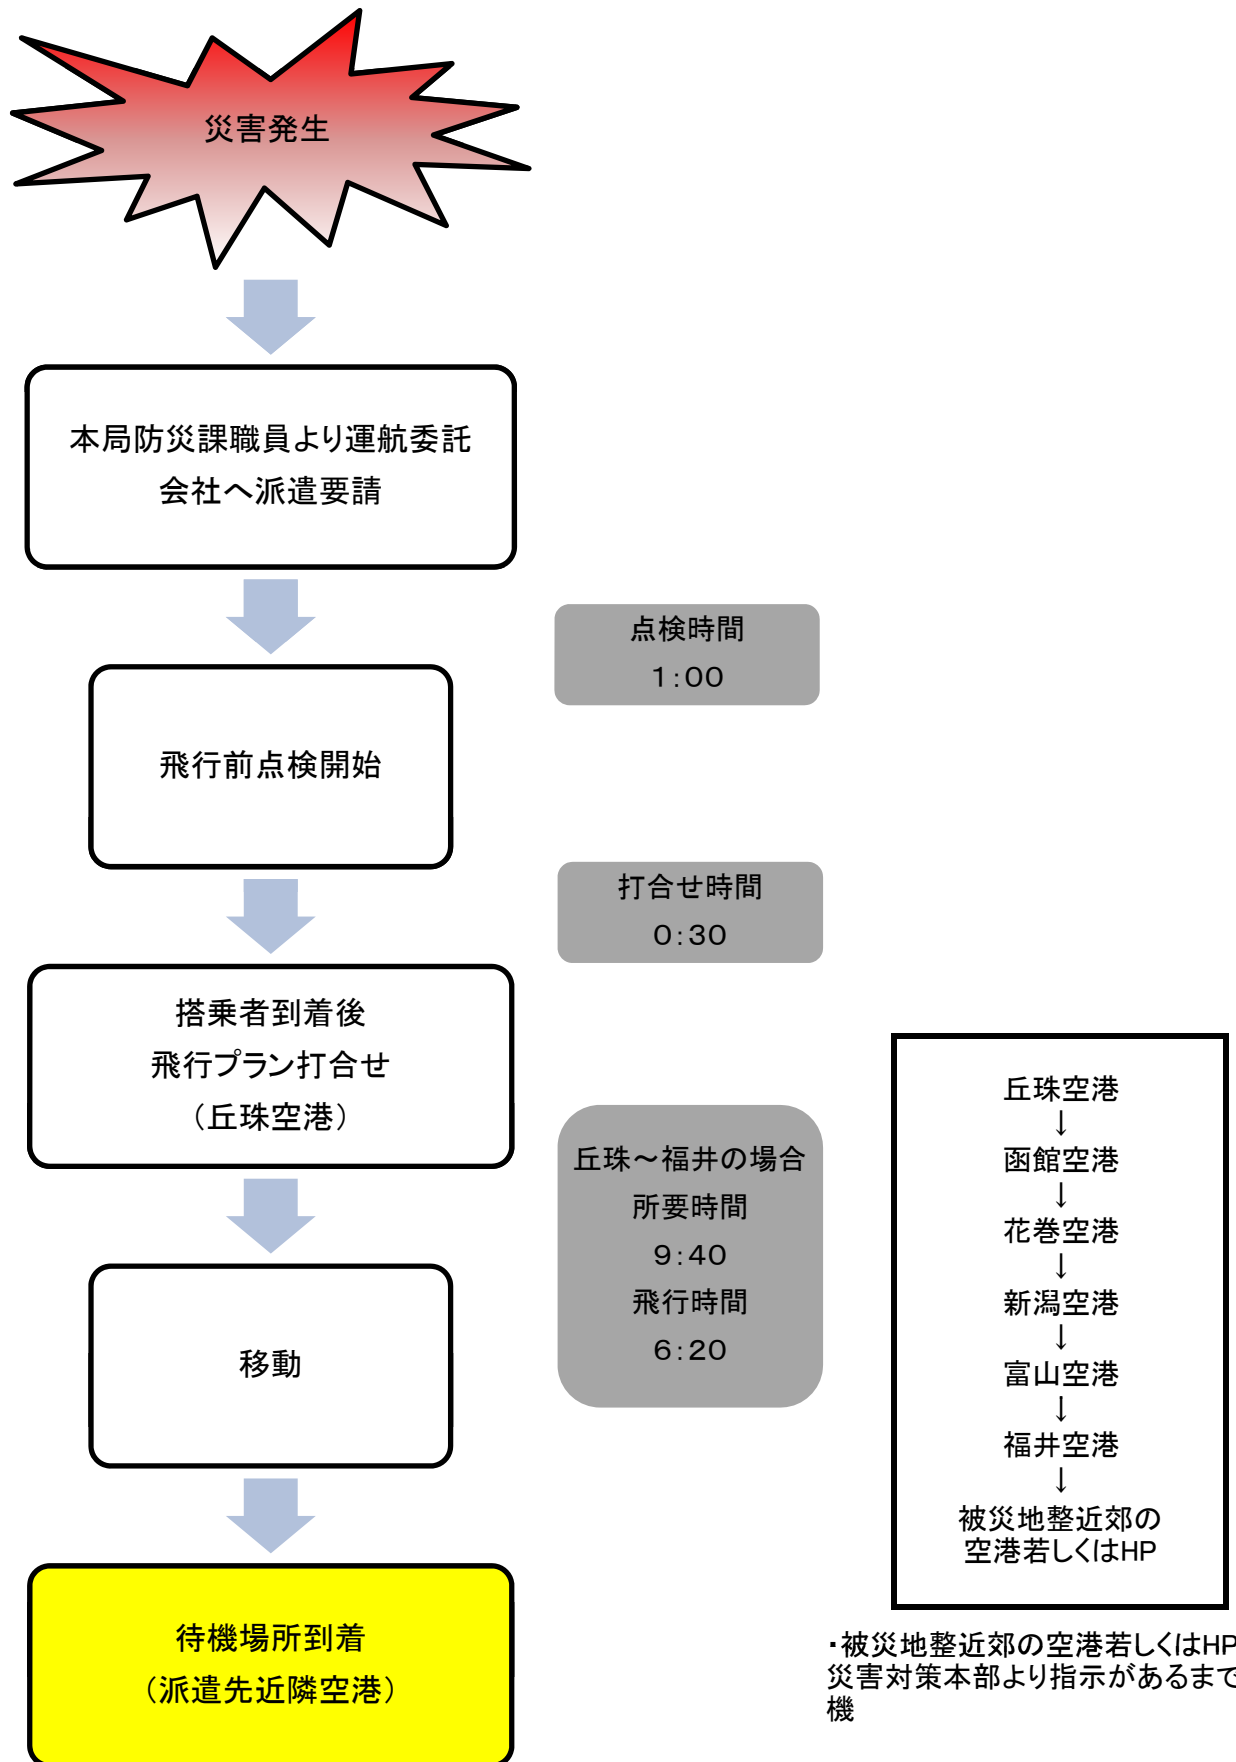 災害発生
本局防災課職員より運航委託
会社へ派遣要請
点検時間
1:00
飛行前点検開始
打合せ時間
0:30
搭乗者到着後
飛行プラン打合せ
(丘珠空港)
丘珠~福井の場合
所要時間
9:40
飛行時間
6:20
移動
丘珠空港
↓
函館空港
↓
花巻空港
↓
新潟空港
↓
富山空港
↓
福井空港
↓
被災地整近郊の
空港若しくはHP
待機場所到着
(派遣先近隣空港)
・被災地整近郊の空港若しくはHP
災害対策本部より指示があるまで
機